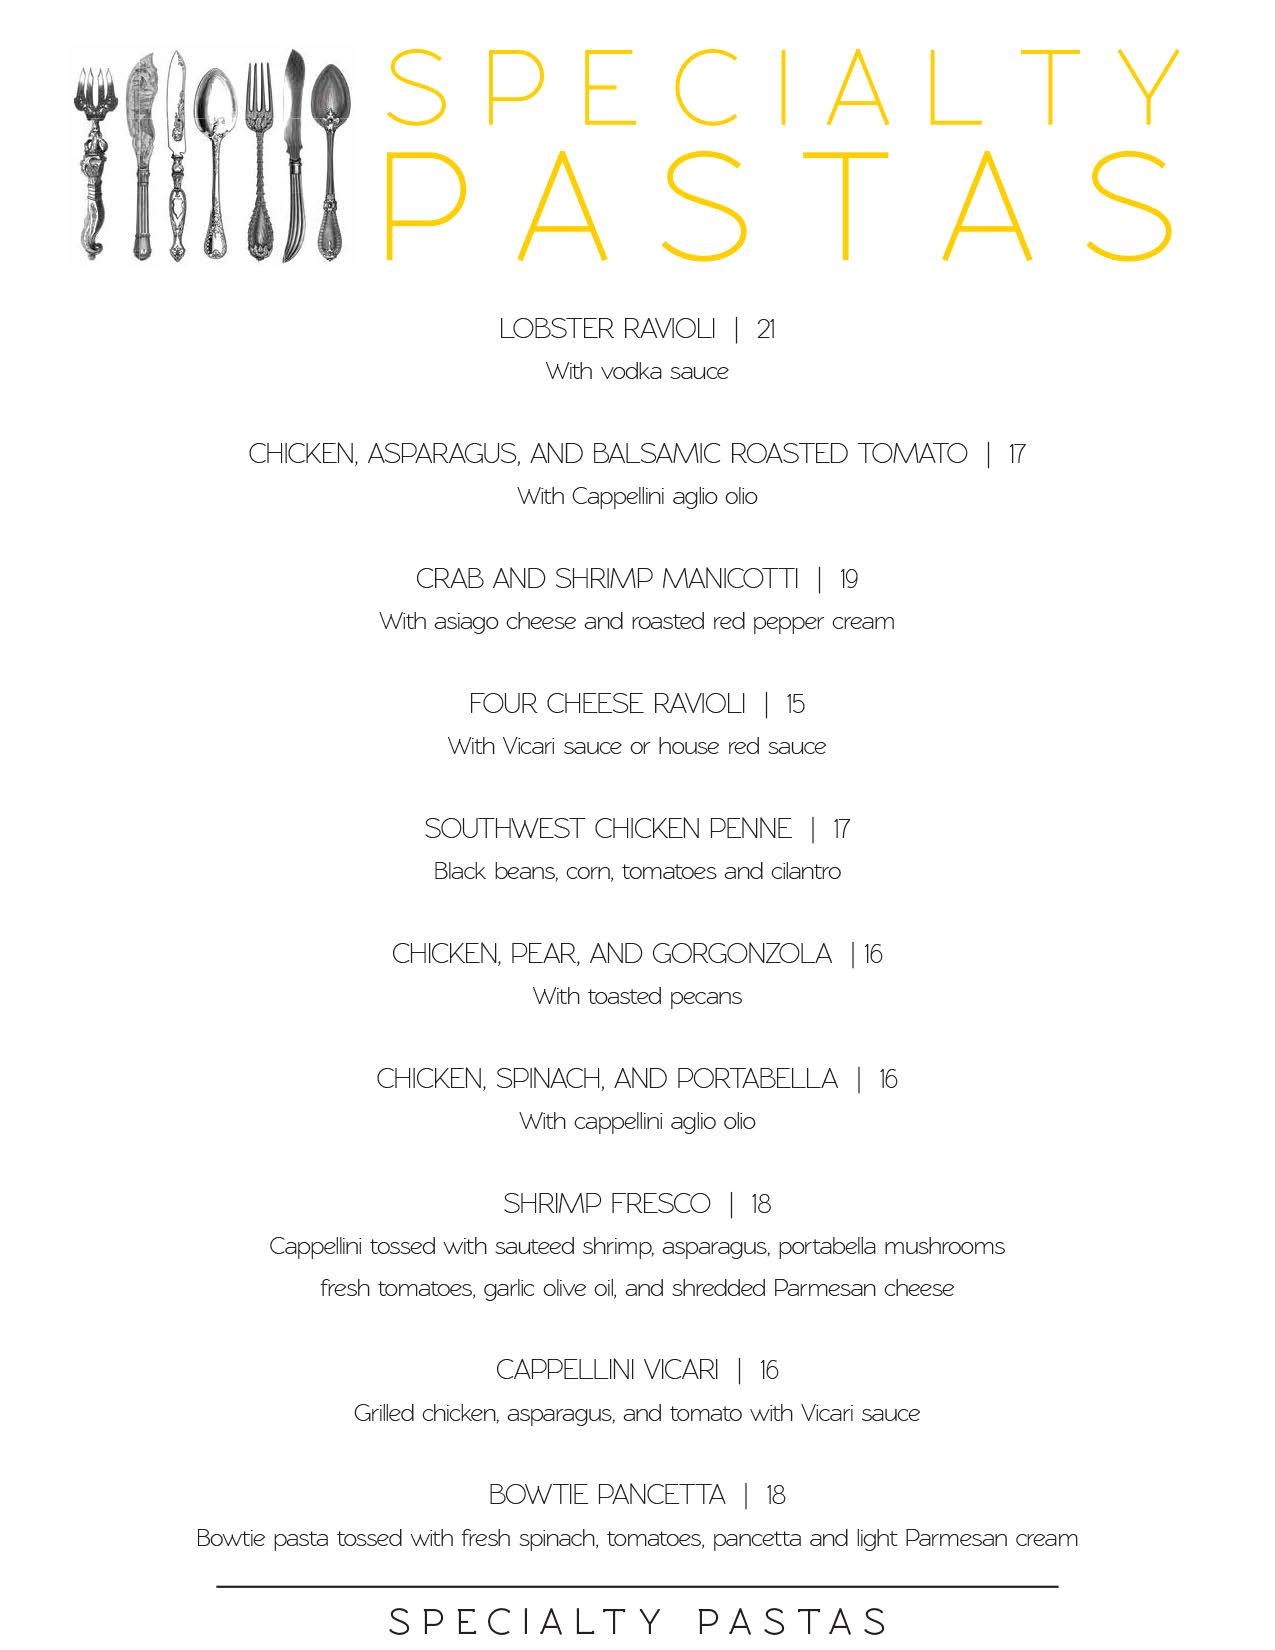 SPECIALTY
PASTAS
LOBSTER RAVIOLI | 21
With vodka sauce
CHICKEN, ASPARAGUS, AND BALSAMIC ROASTED TOMATO | 17
With Cappellini aglio olio
CRAB AND SHRIMP MANICOTTI | 19
With asiago cheese and roasted red pepper cream
FOUR CHEESE RAVIOLI | 15
With Vicari sauce or house red sauce
SOUTHWEST CHICKEN PENNE | 17
Black beans, corn, tomatoes and cilantro
CHICKEN, PEAR, AND GORGONZOLA | 16
With toasted pecans
CHICKEN, SPINACH, AND PORTABELLA | 16
With cappellini aglio olio
SHRIMP FRESCO | 18
Cappellini tossed with sauteed shrimp, asparagus, portabella mushrooms
fresh tomatoes, garlic olive oil, and shredded Parmesan cheese
CAPPELLINI VICARI | 16
Grilled chicken, asparagus, and tomato with Vicari sauce
BOWTIE PANCETTA | 18
Bowtie pasta tossed with fresh spinach, tomatoes, pancetta and light Parmesan cream
SPECIALTY PASTAS